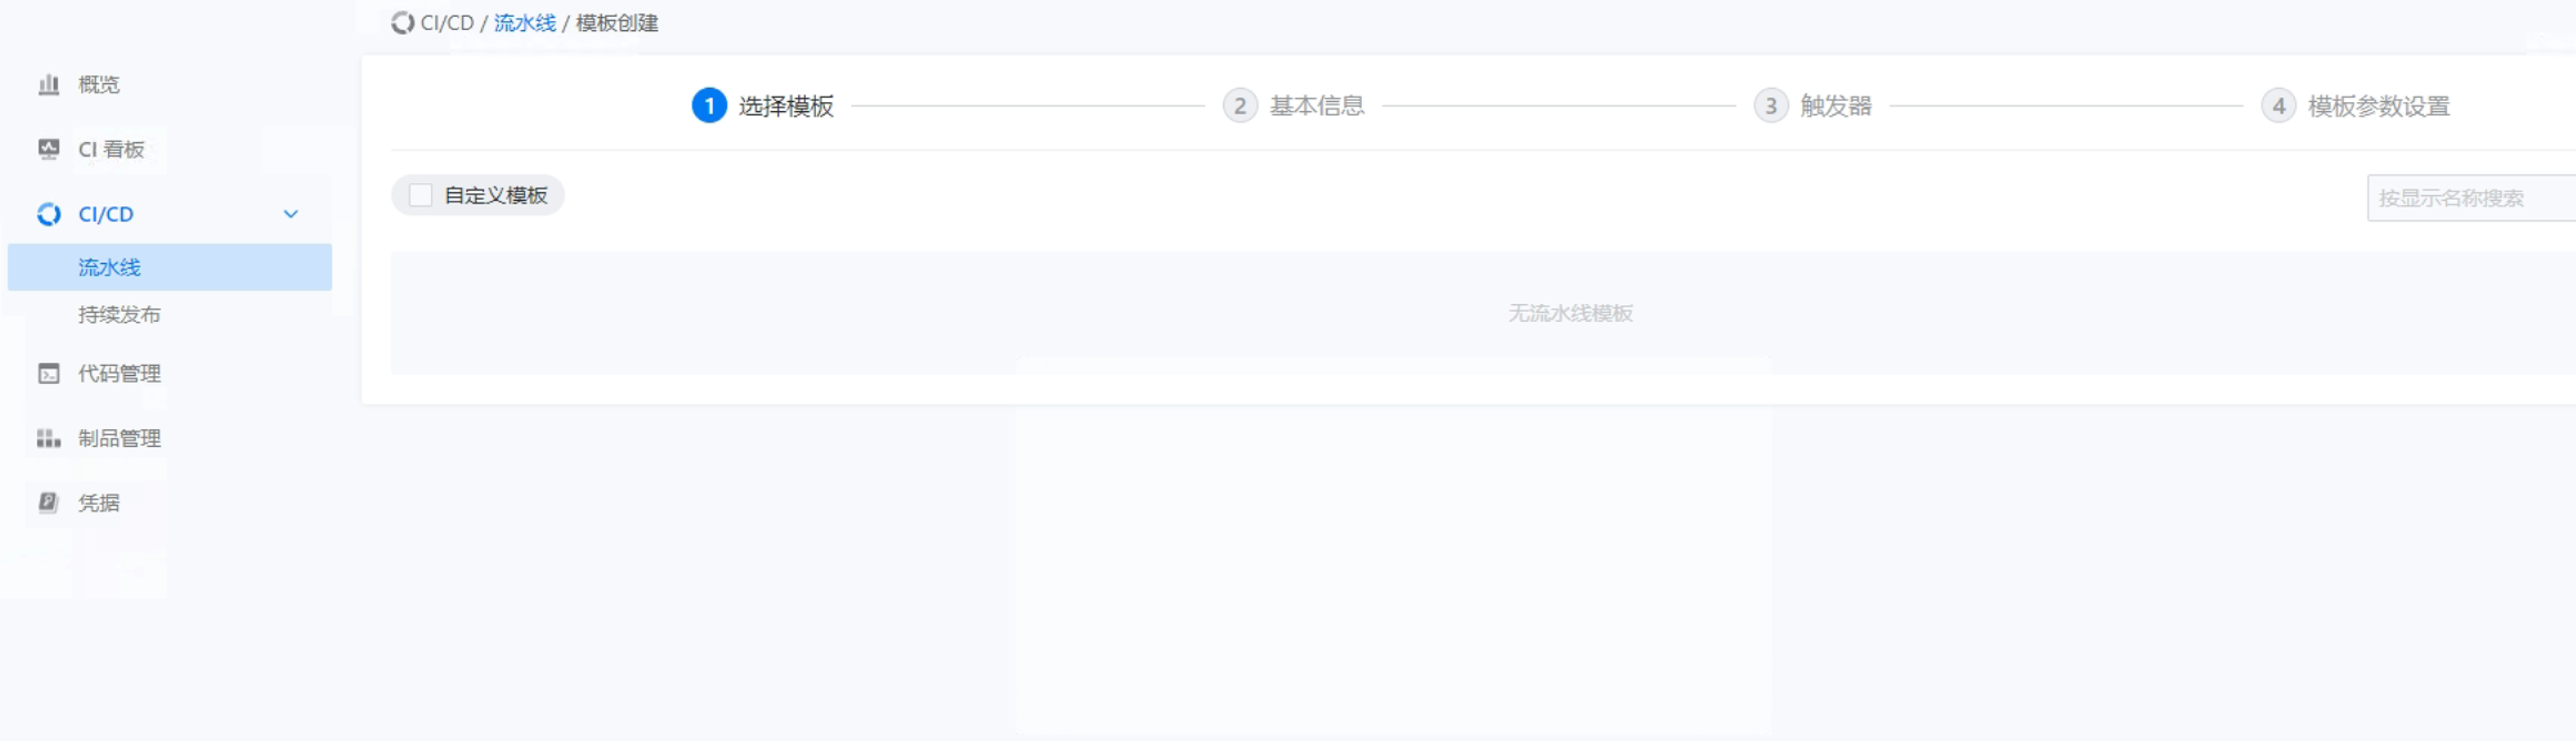 CI/CD / 流水线 / 模板创建
概览
CI 看板
CI/CD
流水线
持续发布
代码管理
制品管理
凭据
1 选择模板
2 基本信息
3 触发器
4 模板参数设置
自定义模板
按显示名称搜索
无流水线模板